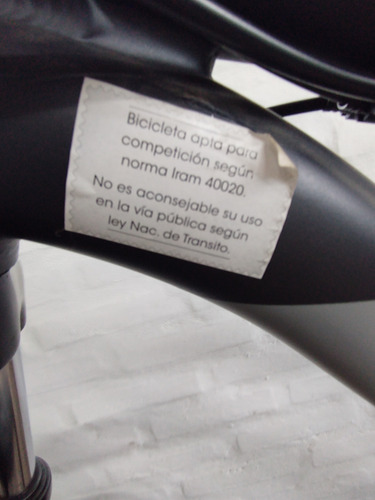 Bicicleta apta para
competición según
norma Iram 40020.
No es aconsejable su uso
en la vía pública según
ley Nac. de Transito.